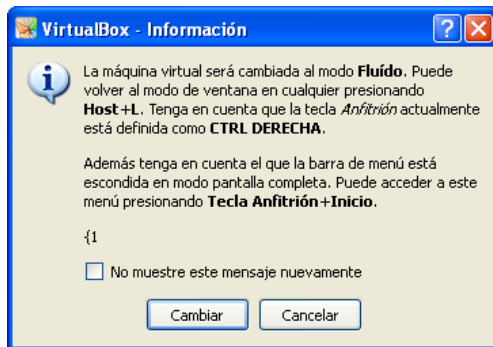 VirtualBox - Información
La máquina virtual será cambiada al modo Fluído. Puede
volver al modo de ventana en cualquier presionando
Host+L. Tenga en cuenta que la tecla Anfitrión actualmente
está definida como CTRL DERECHA.
Además tenga en cuenta el que la barra de menú está
escondida en modo pantalla completa. Puede acceder a este
menú presionando Tecla Anfitrión+Inicio.
{1
No muestre este mensaje nuevamente
Cambiar
Cancelar